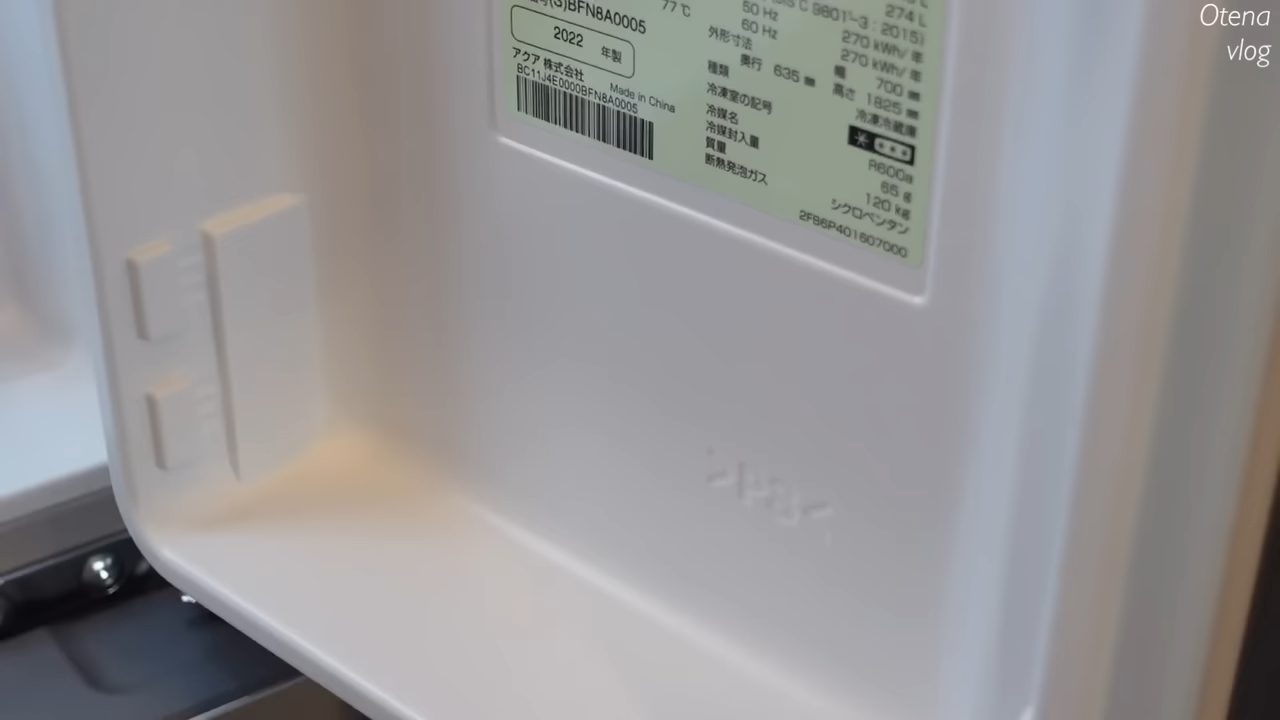 Otena
vlog
(S)BFN8A0005
2022 年製
アクア 株式会社
Made in China
BC11J4E0000BFN8A0005
77℃
274 L
C 9801-3 : 2015)
50 Hz 270 kWh/年
60 Hz 270 kWh/年
外形寸法 幅 700 mm
奥行 635 mm 高さ 1825 mm
種類 冷凍冷蔵庫
冷凍室の記号
冷媒名 R600a
冷媒封入量 65 g
質量 120 kg
断熱発泡ガス シクロペンタン
2FB6P401607000